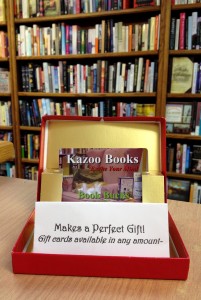 Kazoo Books
Book Bucks
Makes a Perfect Gift!
Gift cards available in any amount~